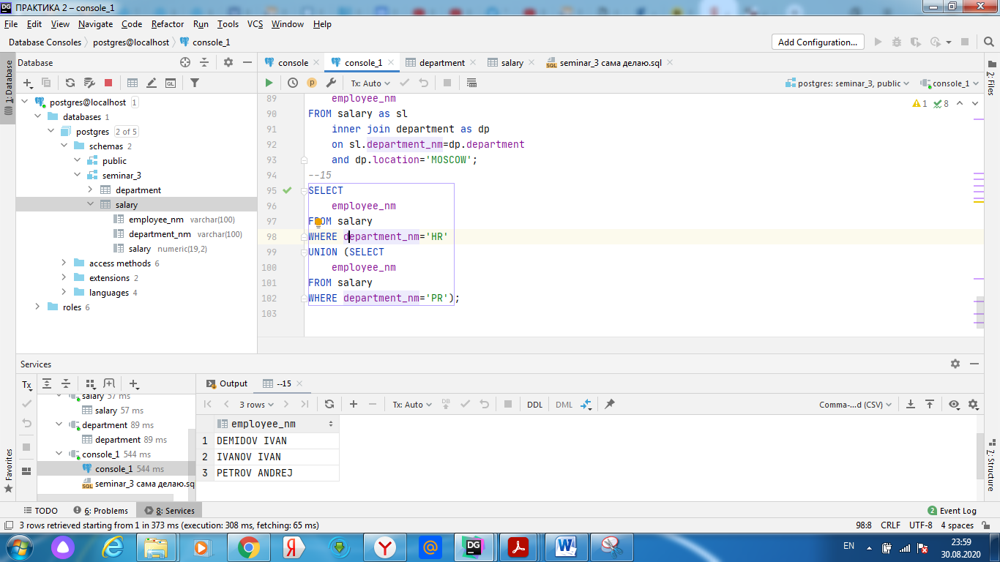 ПРАКТИКА 2 – console_1
File Edit View Navigate Code Refactor Run Tools VCS Window Help
Database Consoles postgres@localhost console_1 Add Configuration...
Database
console console_1 department salary seminar_3 сама делаю.sql
Tx: Auto postgres: seminar_3, public console_1
1: Database
2: Files
postgres@localhost 1
databases 1
postgres 2 of 5
schemas 2
public
seminar_3
department
salary
employee_nm varchar(100)
department_nm varchar(100)
salary numeric(19,2)
access methods 6
extensions 2
languages 4
roles 6
1 8
89 employee_nm
90 FROM salary as sl
91 inner join department as dp
92 on sl.department_nm=dp.department
93 and dp.location='MOSCOW';
94 --15
95 SELECT
96 employee_nm
97 FROM salary
98 WHERE department_nm='HR'
99 UNION (SELECT
100 employee_nm
101 FROM salary
102 WHERE department_nm='PR');
103
Services
Tx
salary 57 ms
salary 57 ms
department 89 ms
department 89 ms
console_1 544 ms
console_1 544 ms
seminar_3 сама делаю.sq
Output --15
3 rows Tx: Auto DB DDL DML Comma-...d (CSV)
employee_nm
1 DEMIDOV IVAN
2 IVANOV IVAN
3 PETROV ANDREJ
Favorites
7: Structure
TODO 6: Problems 8: Services 2 Event Log
3 rows retrieved starting from 1 in 373 ms (execution: 308 ms, fetching: 65 ms) 98:8 CRLF UTF-8 4 spaces
EN 23:59
30.08.2020